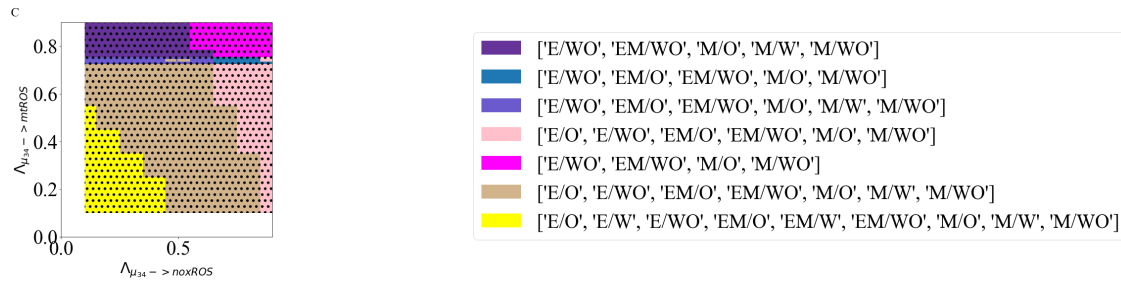 C
0.8
0.6
0.4
0.2
0.0
0.0
0.5
Λμ34−>mtROS
Λμ34−>noxROS
['E/WO', 'EM/WO', 'M/O', 'M/W', 'M/WO']
['E/WO', 'EM/O', 'EM/WO', 'M/O', 'M/WO']
['E/WO', 'EM/O', 'EM/WO', 'M/O', 'M/W', 'M/WO']
['E/O', 'E/WO', 'EM/O', 'EM/WO', 'M/O', 'M/WO']
['E/WO', 'EM/WO', 'M/O', 'M/WO']
['E/O', 'E/WO', 'EM/O', 'EM/WO', 'M/O', 'M/W', 'M/WO']
['E/O', 'E/W', 'E/WO', 'EM/O', 'EM/W', 'EM/WO', 'M/O', 'M/W', 'M/WO']